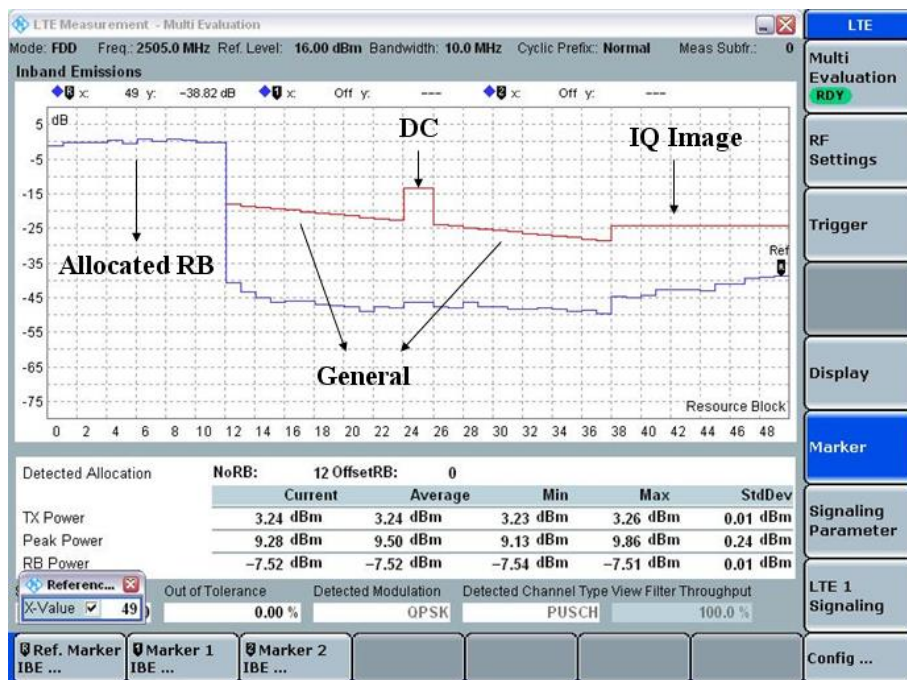 LTE Measurement - Multi Evaluation
LTE
Mode: FDD Freq.: 2505.0 MHz Ref. Level: 16.00 dBm Bandwidth: 10.0 MHz Cyclic Prefix: Normal Meas Subfr.: 0
Inband Emissions
R x: 49 y: -38.82 dB 1 x: Off y: --- 2 x: Off y: ---
dB
5
-5
-15
-25
-35
-45
-55
-65
-75
DC
IQ Image
Allocated RB
General
Ref
Resource Block
0 2 4 6 8 10 12 14 16 18 20 22 24 26 28 30 32 34 36 38 40 42 44 46 48
Detected Allocation NoRB: 12 OffsetRB: 0
Current Average Min Max StdDev
TX Power 3.24 dBm 3.24 dBm 3.23 dBm 3.26 dBm 0.01 dBm
Peak Power 9.28 dBm 9.50 dBm 9.13 dBm 9.86 dBm 0.24 dBm
RB Power -7.52 dBm -7.52 dBm -7.54 dBm -7.51 dBm 0.01 dBm
Out of Tolerance Detected Modulation Detected Channel Type View Filter Throughput
0.00 % QPSK PUSCH 100.0 %
Referenc...
X-Value 49
R Ref. Marker IBE ...
1 Marker 1 IBE ...
2 Marker 2 IBE ...
Multi
Evaluation
RDY
RF
Settings
Trigger
Display
Marker
Signaling
Parameter
LTE 1
Signaling
Config ...